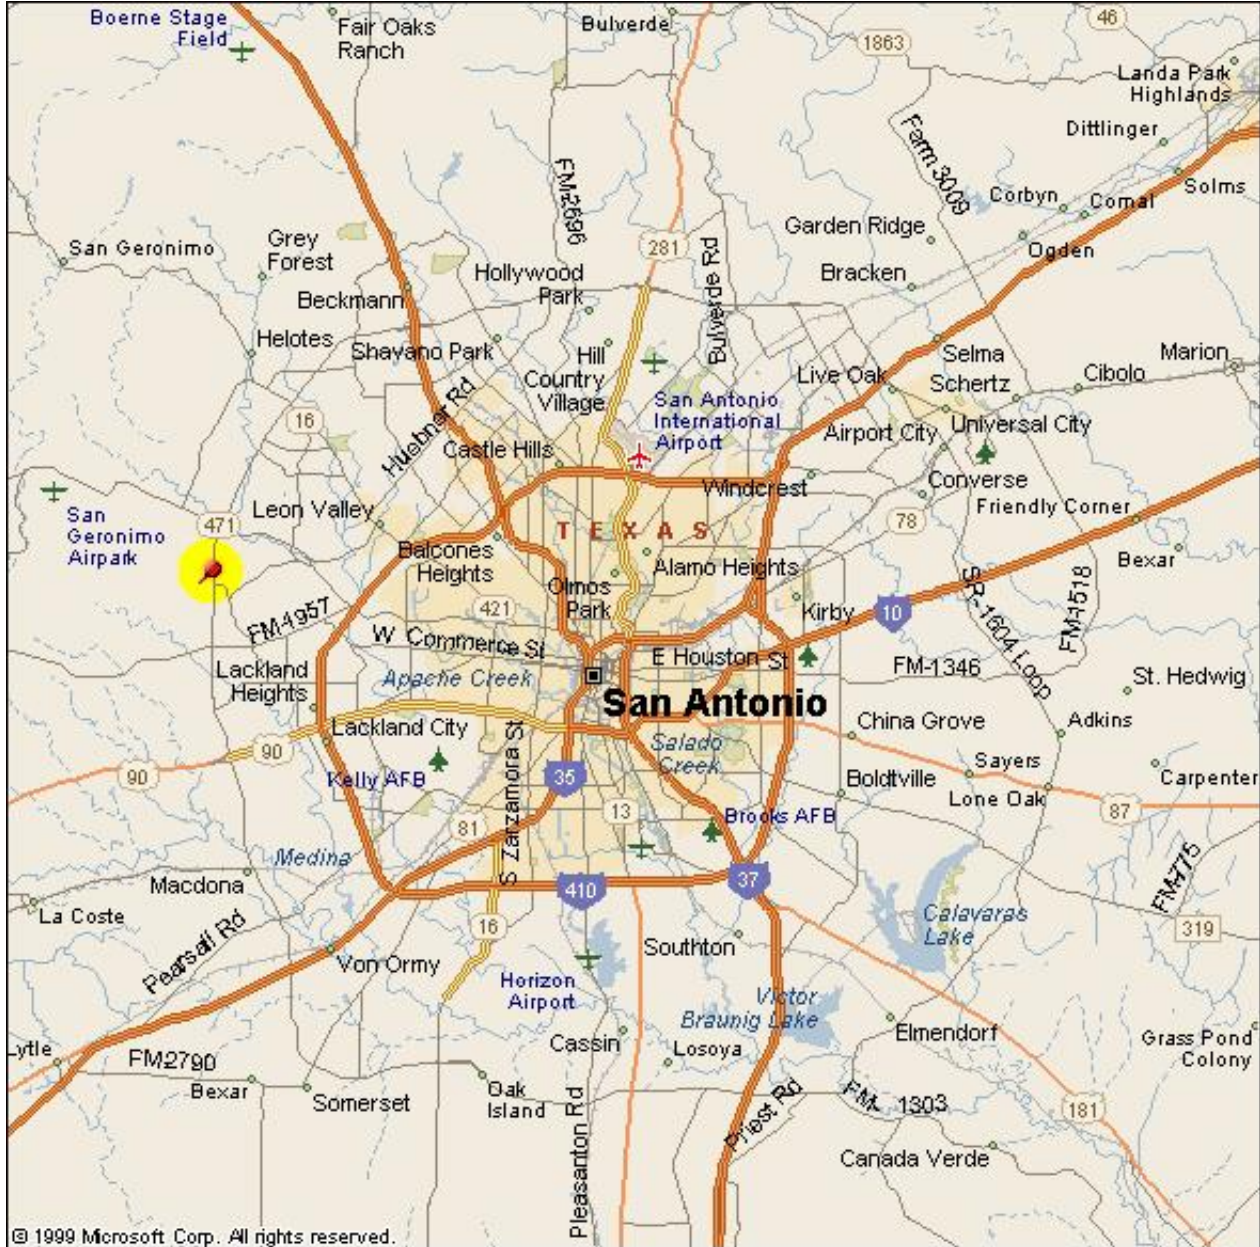 Boerne Stage
Field
Fair Oaks
Ranch
Bulverde
46
1863
Landa Park
Highlands
Dittlinger
Solms
FM-2696
Farm 3009
Corbyn
Comal
Garden Ridge
Ogden
San Geronimo
Grey
Forest
281
Bulverde Rd
Bracken
Hollywood
Park
Beckmann
Helotes
Shavano Park
Hill
Country
Village
Selma
Marion
Live Oak
Schertz
Cibolo
Huebner Rd
San Antonio
International
Airport
16
Airport City
Universal City
Castle Hills
Windcrest
Converse
San
Geronimo
Airpark
471
Leon Valley
78
Friendly Corner
TEXAS
Balcones
Heights
Alamo Heights
Bexar
Olmos
Park
FM-1957
421
Kirby
10
SR-1604 Loop
FM-1518
W Commerce St
E Houston St
FM-1346
Lackland
Heights
Apache Creek
St. Hedwig
San Antonio
Lackland City
China Grove
Adkins
90
90
Salado
Creek
Kelly AFB
35
Boldtville
Sayers
Carpenter
Lone Oak
S Zarzamora St
13
Brooks AFB
87
81
Medina
Macdona
410
37
FM-775
La Coste
Calavaras
Lake
319
Pearsall Rd
16
Southton
Von Ormy
Horizon
Airport
Victor
Braunig Lake
Elmendorf
Cassin
Losoya
Grass Pond
Colony
Lytle
FM2790
Bexar
Somerset
Oak
Island
Pleasanton Rd
Priest Rd
FM- 1303
181
Canada Verde
© 1999 Microsoft Corp. All rights reserved.